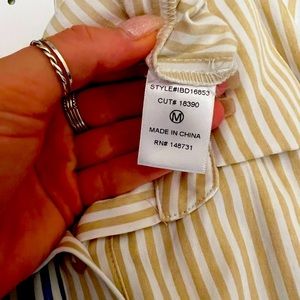 STYLE#IBD16853
CUT# 18390
M
MADE IN CHINA
RN# 148731